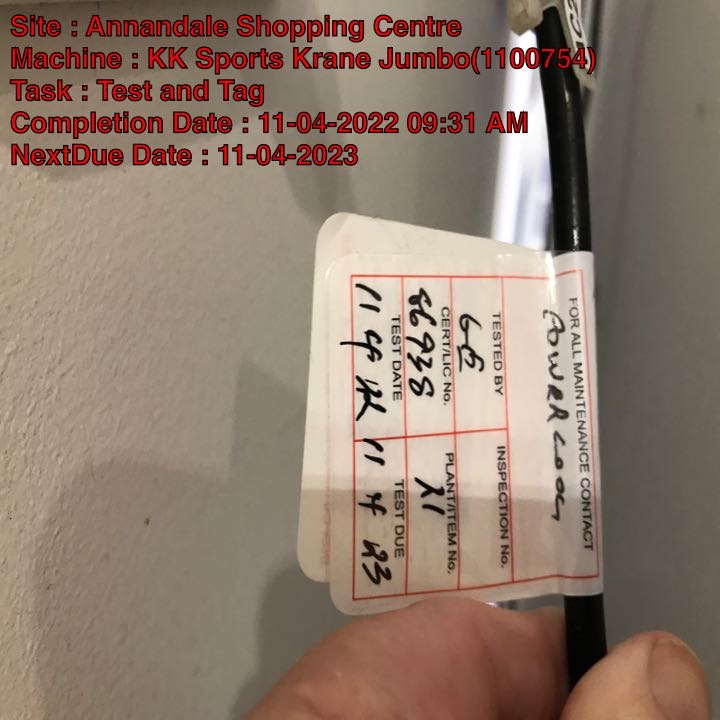 Site : Annandale Shopping Centre
Machine : KK Sports Krane Jumbo(1100754)
Task : Test and Tag
Completion Date : 11-04-2022 09:31 AM
NextDue Date : 11-04-2023
FOR ALL MAINTENANCE CONTACT
TESTED BY
INSPECTION No.
CERT/LIC No.
86938
PLANT/ITEM No.
21
TEST DATE
11 4 22
TEST DUE
11 4 23